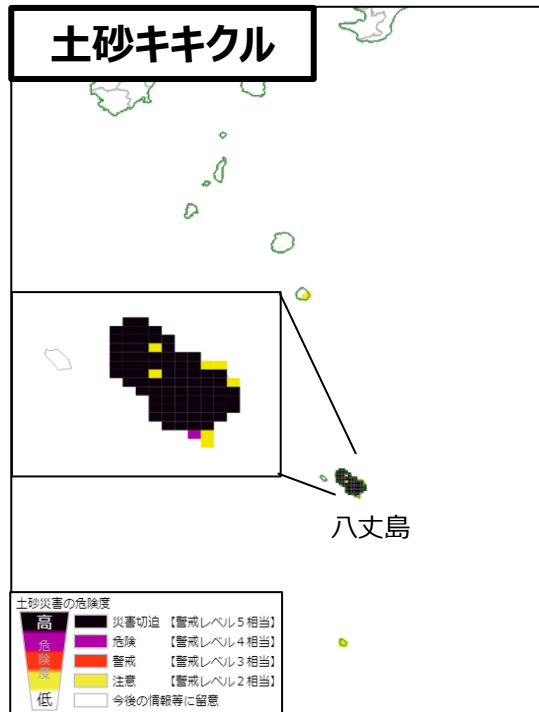 土砂キキクル
八丈島
土砂災害の危険度
高
危険度
低
災害切迫 【警戒レベル5相当】
危険 【警戒レベル4相当】
警戒 【警戒レベル3相当】
注意 【警戒レベル2相当】
今後の情報等に留意